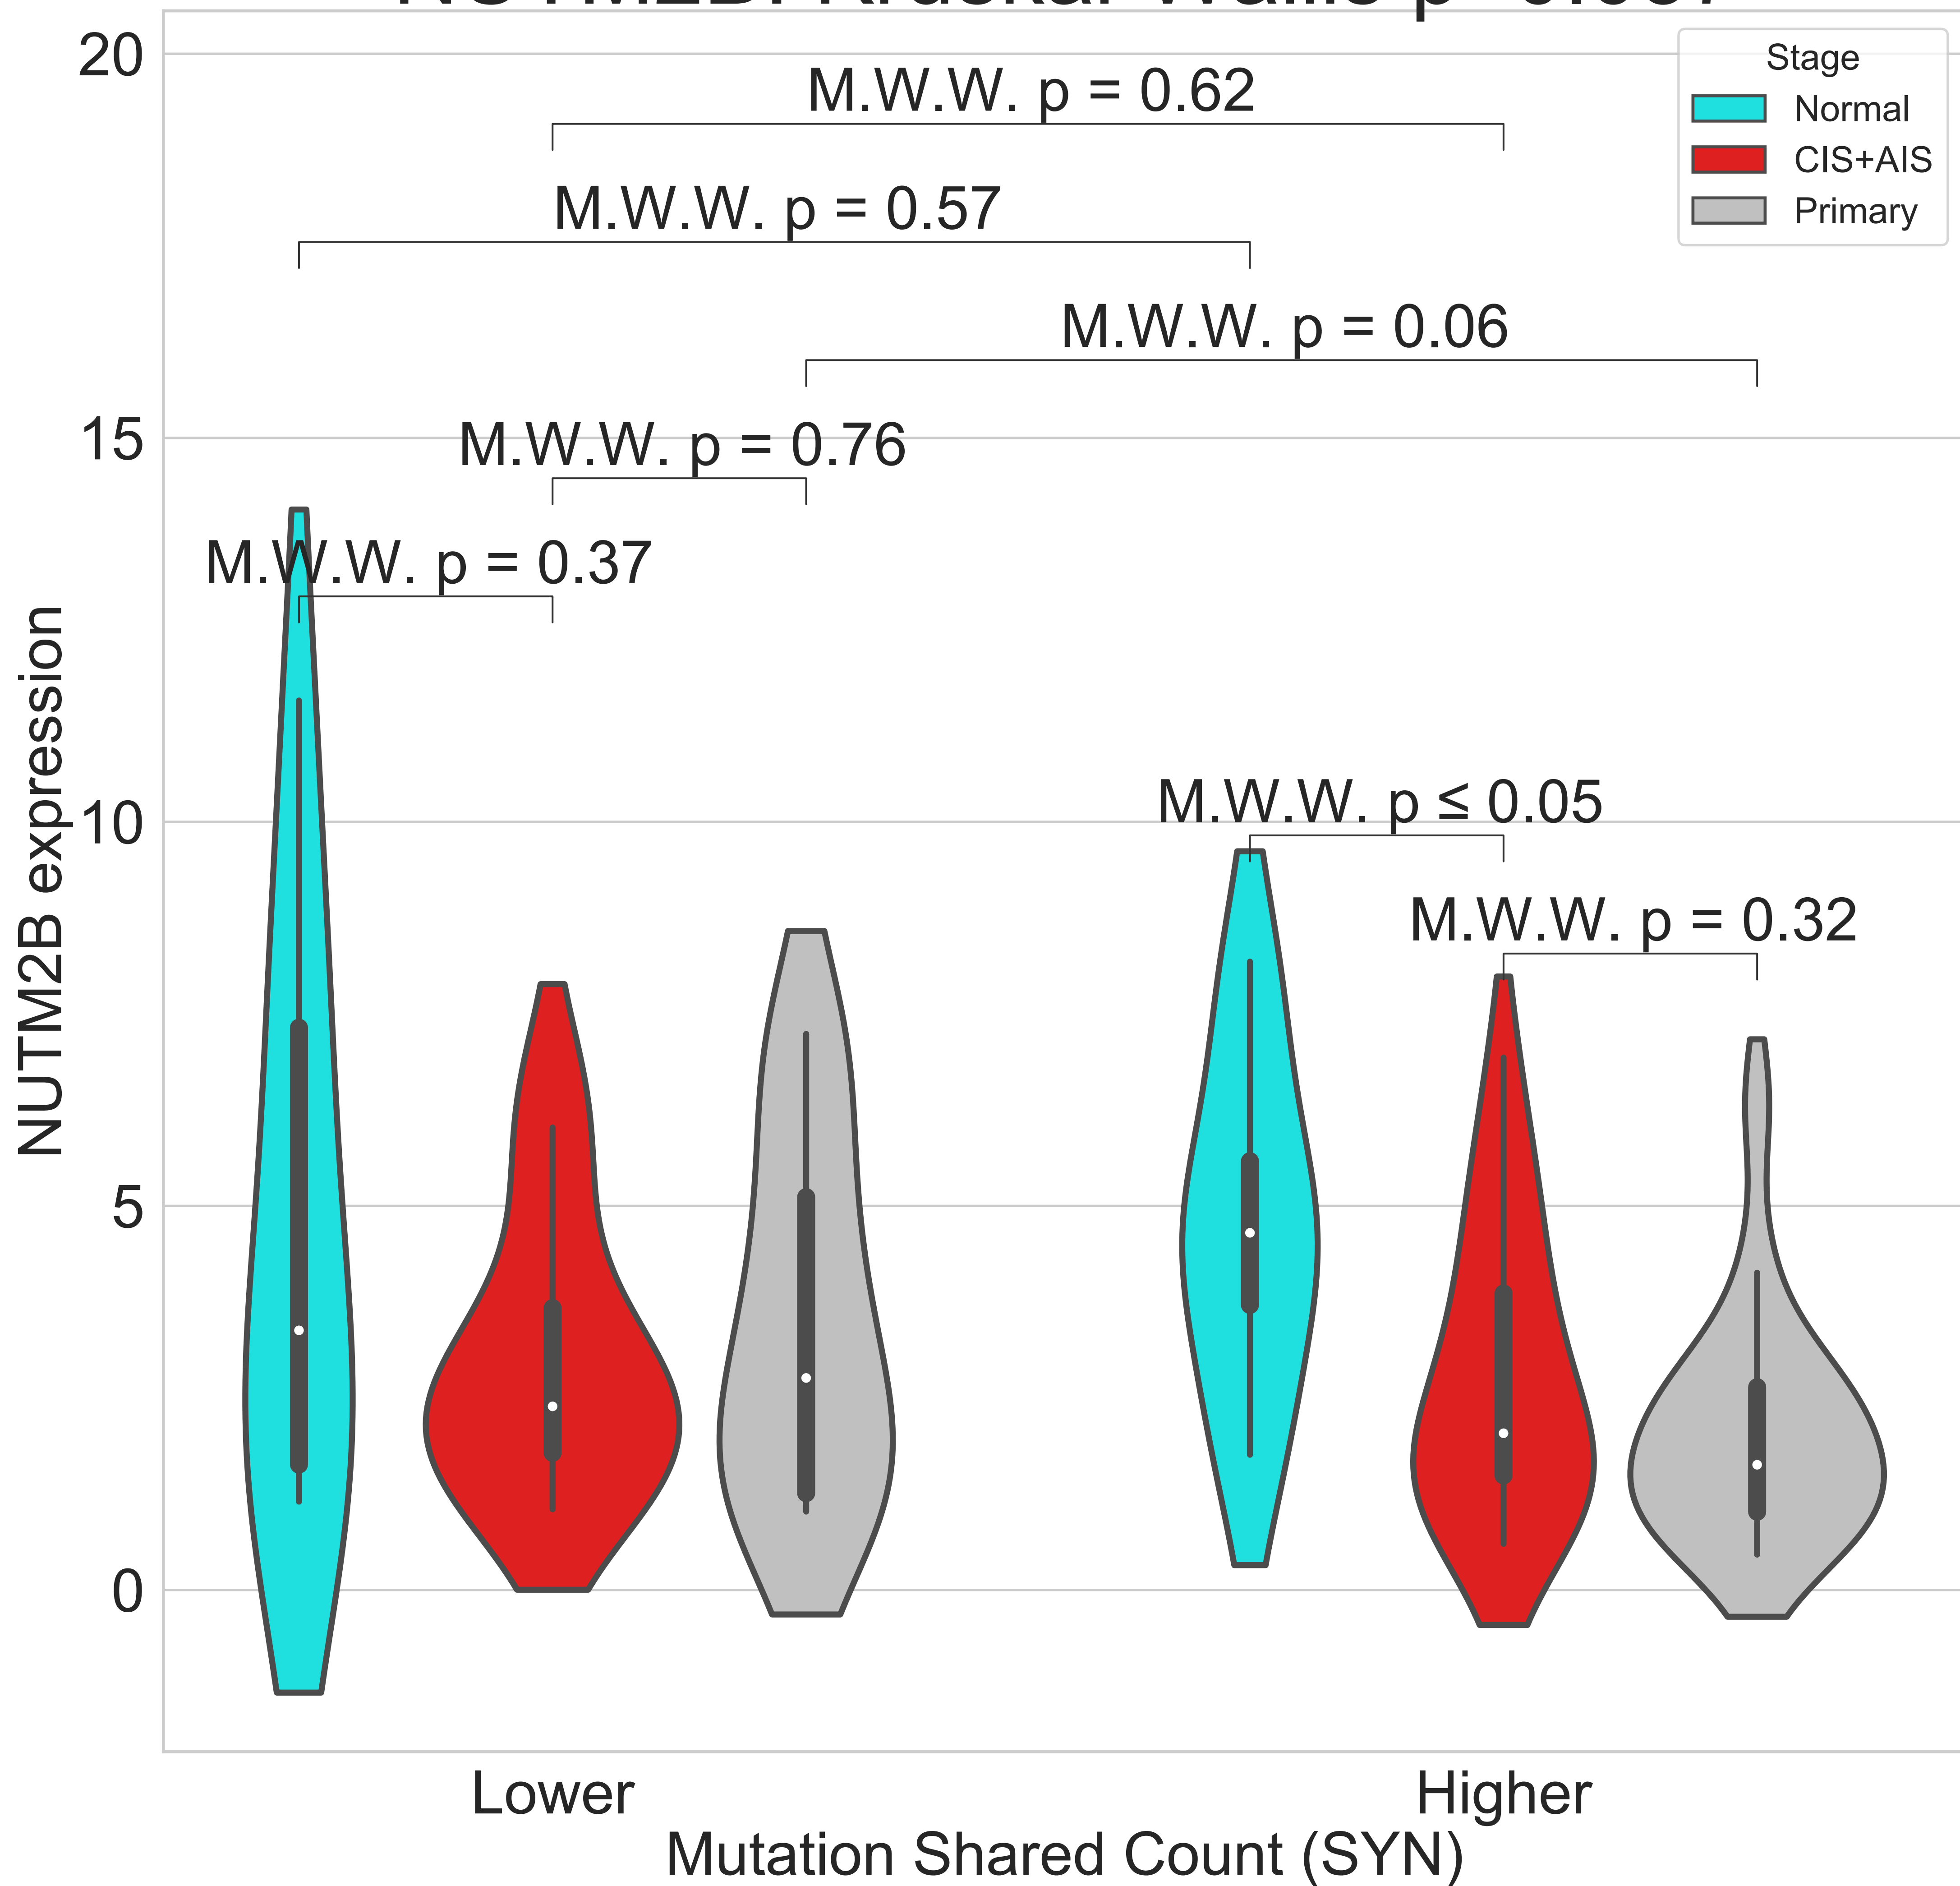 20
15
10
5
0
NUTM2B expression
M.W.W. p = 0.62
M.W.W. p = 0.57
M.W.W. p = 0.06
M.W.W. p = 0.76
M.W.W. p = 0.37
M.W.W. p ≤ 0.05
M.W.W. p = 0.32
Stage
Normal
CIS+AIS
Primary
Lower
Higher
Mutation Shared Count (SYN)